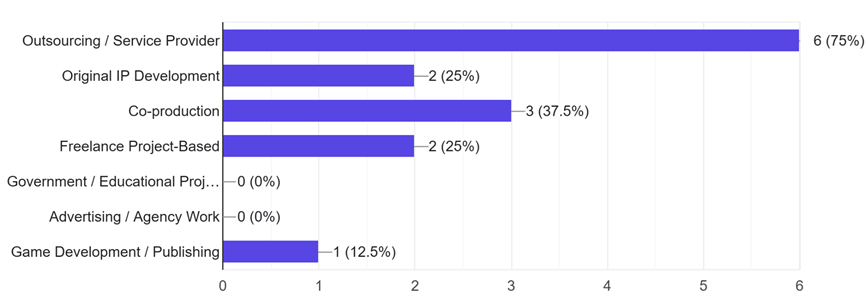 Outsourcing / Service Provider 6 (75%)
Original IP Development 2 (25%)
Co-production 3 (37.5%)
Freelance Project-Based 2 (25%)
Government / Educational Proj… 0 (0%)
Advertising / Agency Work 0 (0%)
Game Development / Publishing 1 (12.5%)
0 1 2 3 4 5 6